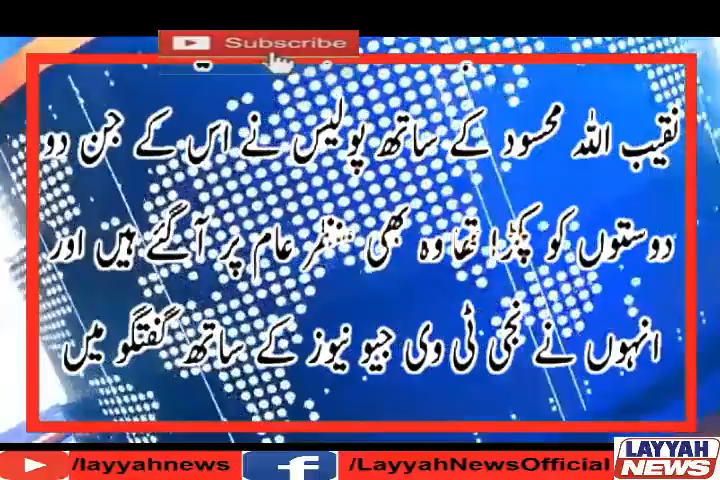 Subscribe
نقیب اللہ محسود کے ساتھ پولیس نے اس کے جن دو
دوستوں کو پکڑا تھا وہ بھی منظر عام پر آگئے ہیں اور
انہوں نے نجی ٹی وی جیو نیوز کے ساتھ گفتگو میں
/layyahnews
/LayyahNewsOfficial
LAYYAH
NEWS